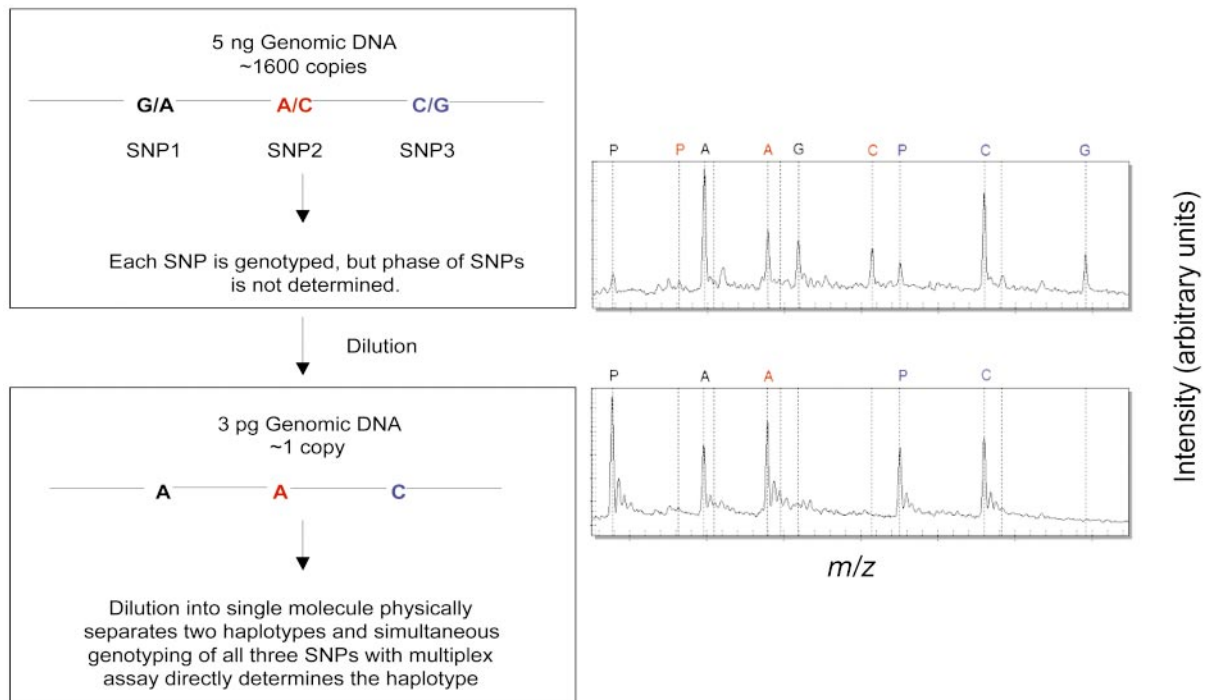 5 ng Genomic DNA
~1600 copies
G/A A/C C/G
SNP1 SNP2 SNP3
Each SNP is genotyped, but phase of SNPs
is not determined.
Dilution
3 pg Genomic DNA
~1 copy
A A C
Dilution into single molecule physically
separates two haplotypes and simultaneous
genotyping of all three SNPs with multiplex
assay directly determines the haplotype
P P A A G C P C G
P A A P C
m/z
Intensity (arbitrary units)